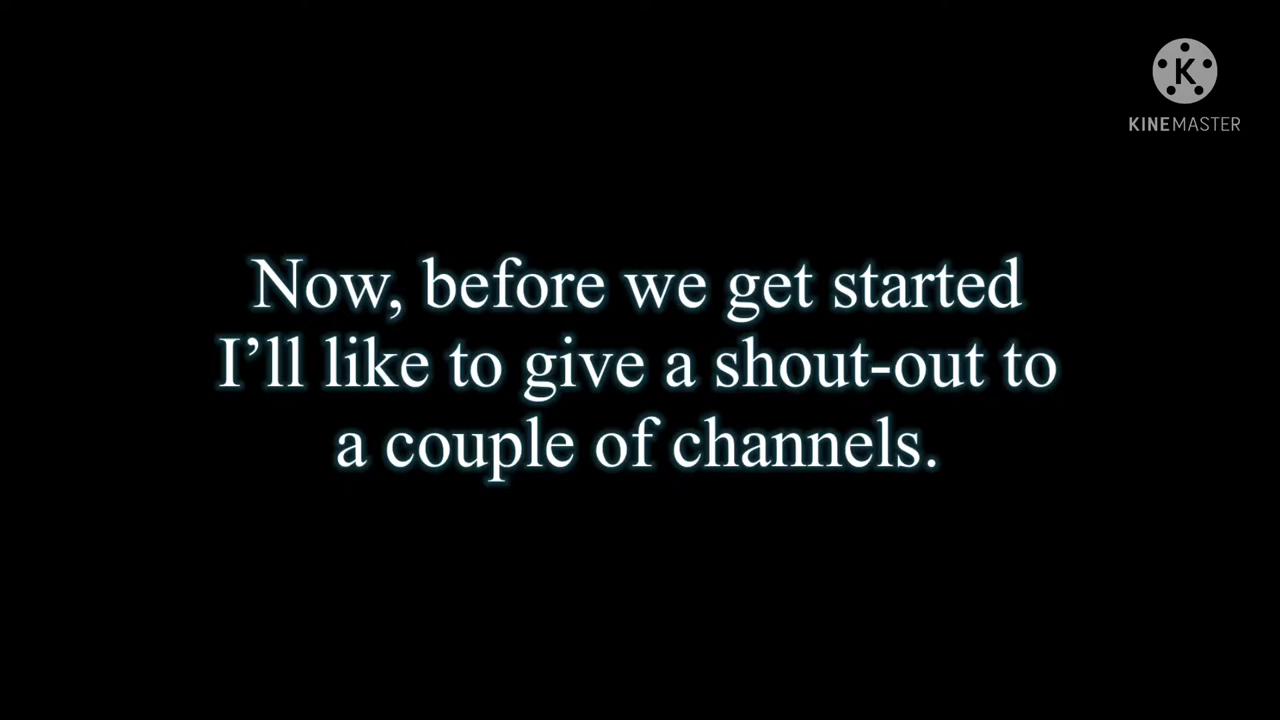 K
KINEMASTER
Now, before we get started
I’ll like to give a shout-out to
a couple of channels.